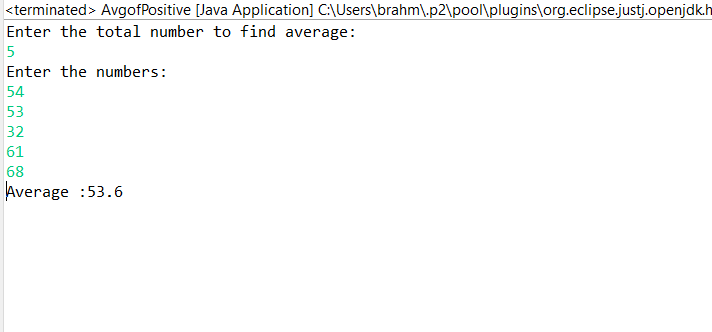 <terminated> AvgofPositive [Java Application] C:\Users\brahm\.p2\pool\plugins\org.eclipse.justj.openjdk.h
Enter the total number to find average:
5
Enter the numbers:
54
53
32
61
68
Average :53.6